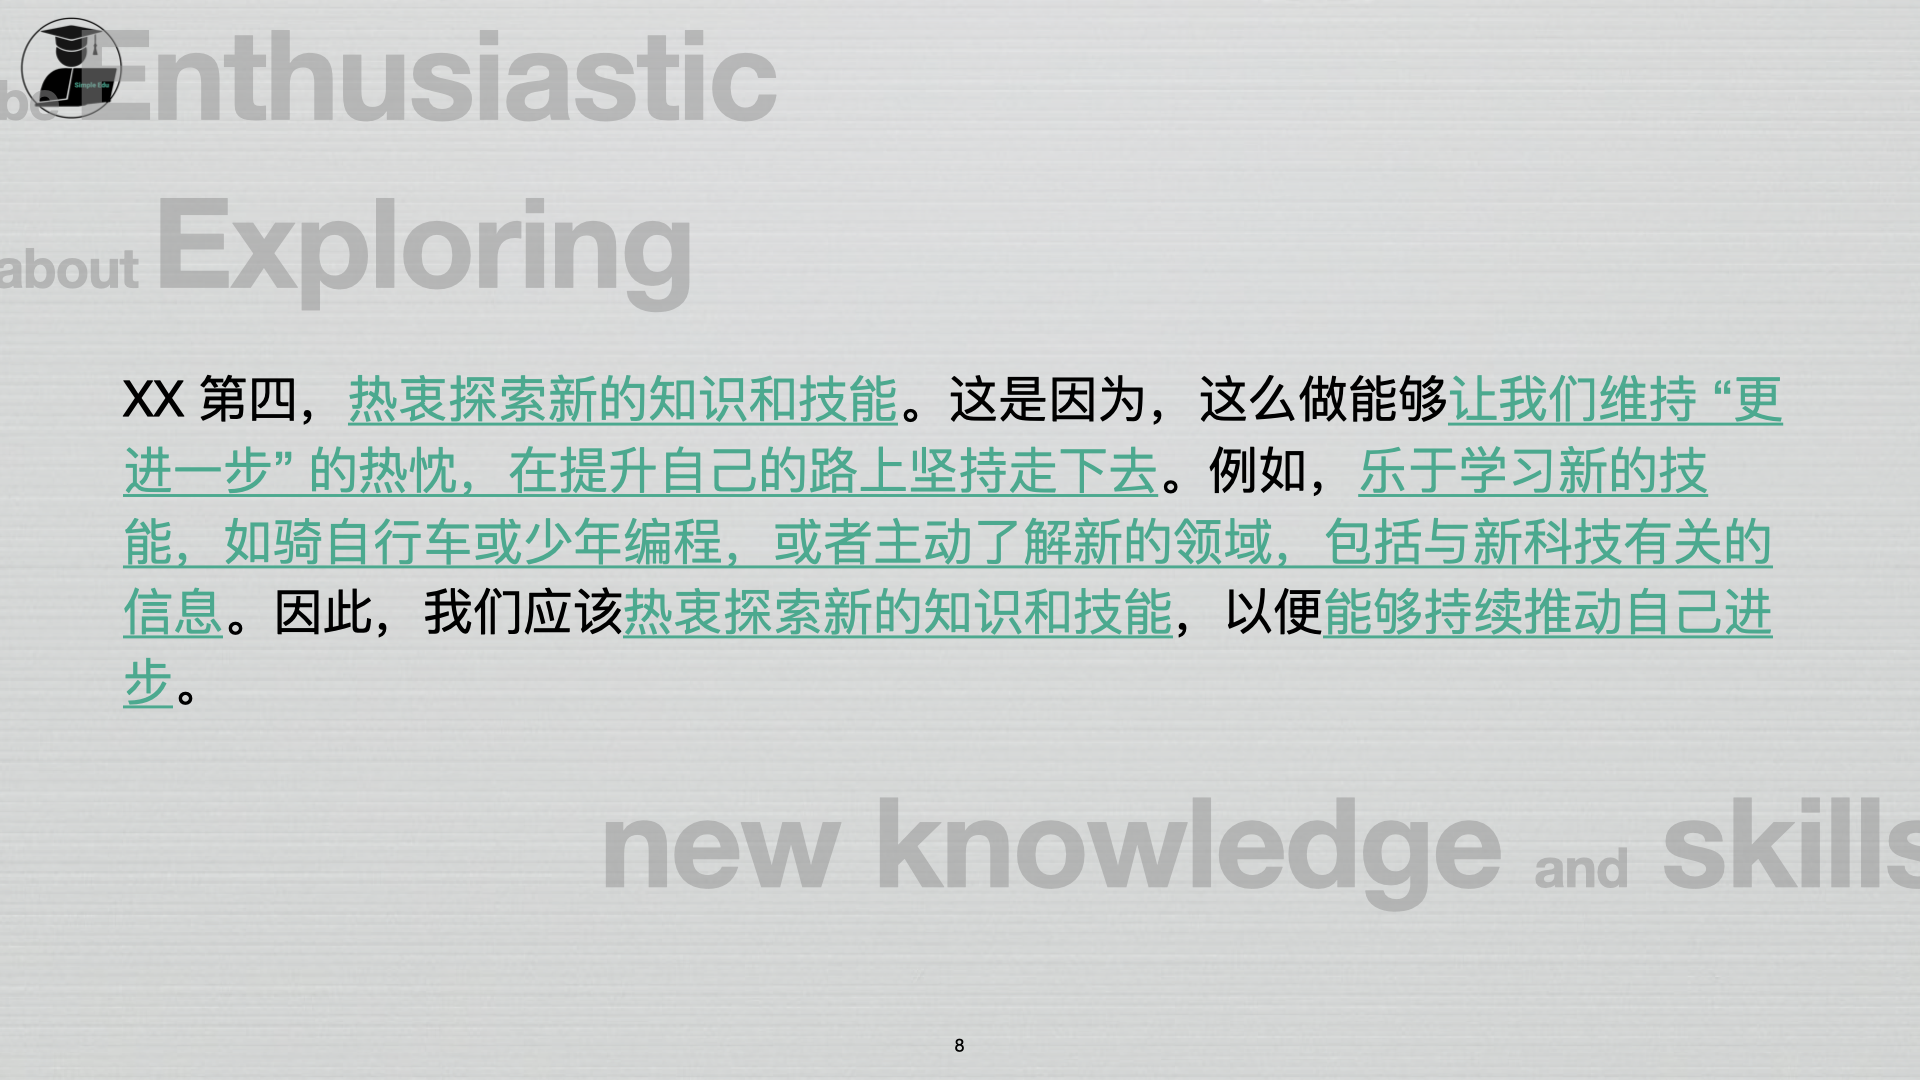 Simple Edu
be Enthusiastic
about Exploring
XX 第四，热衷探索新的知识和技能。这是因为，这么做能够让我们维持 “更
进一步” 的热忱，在提升自己的路上坚持走下去。例如，乐于学习新的技
能，如骑自行车或少年编程，或者主动了解新的领域，包括与新科技有关的
信息。因此，我们应该热衷探索新的知识和技能，以便能够持续推动自己进
步。
new knowledge and skills
8